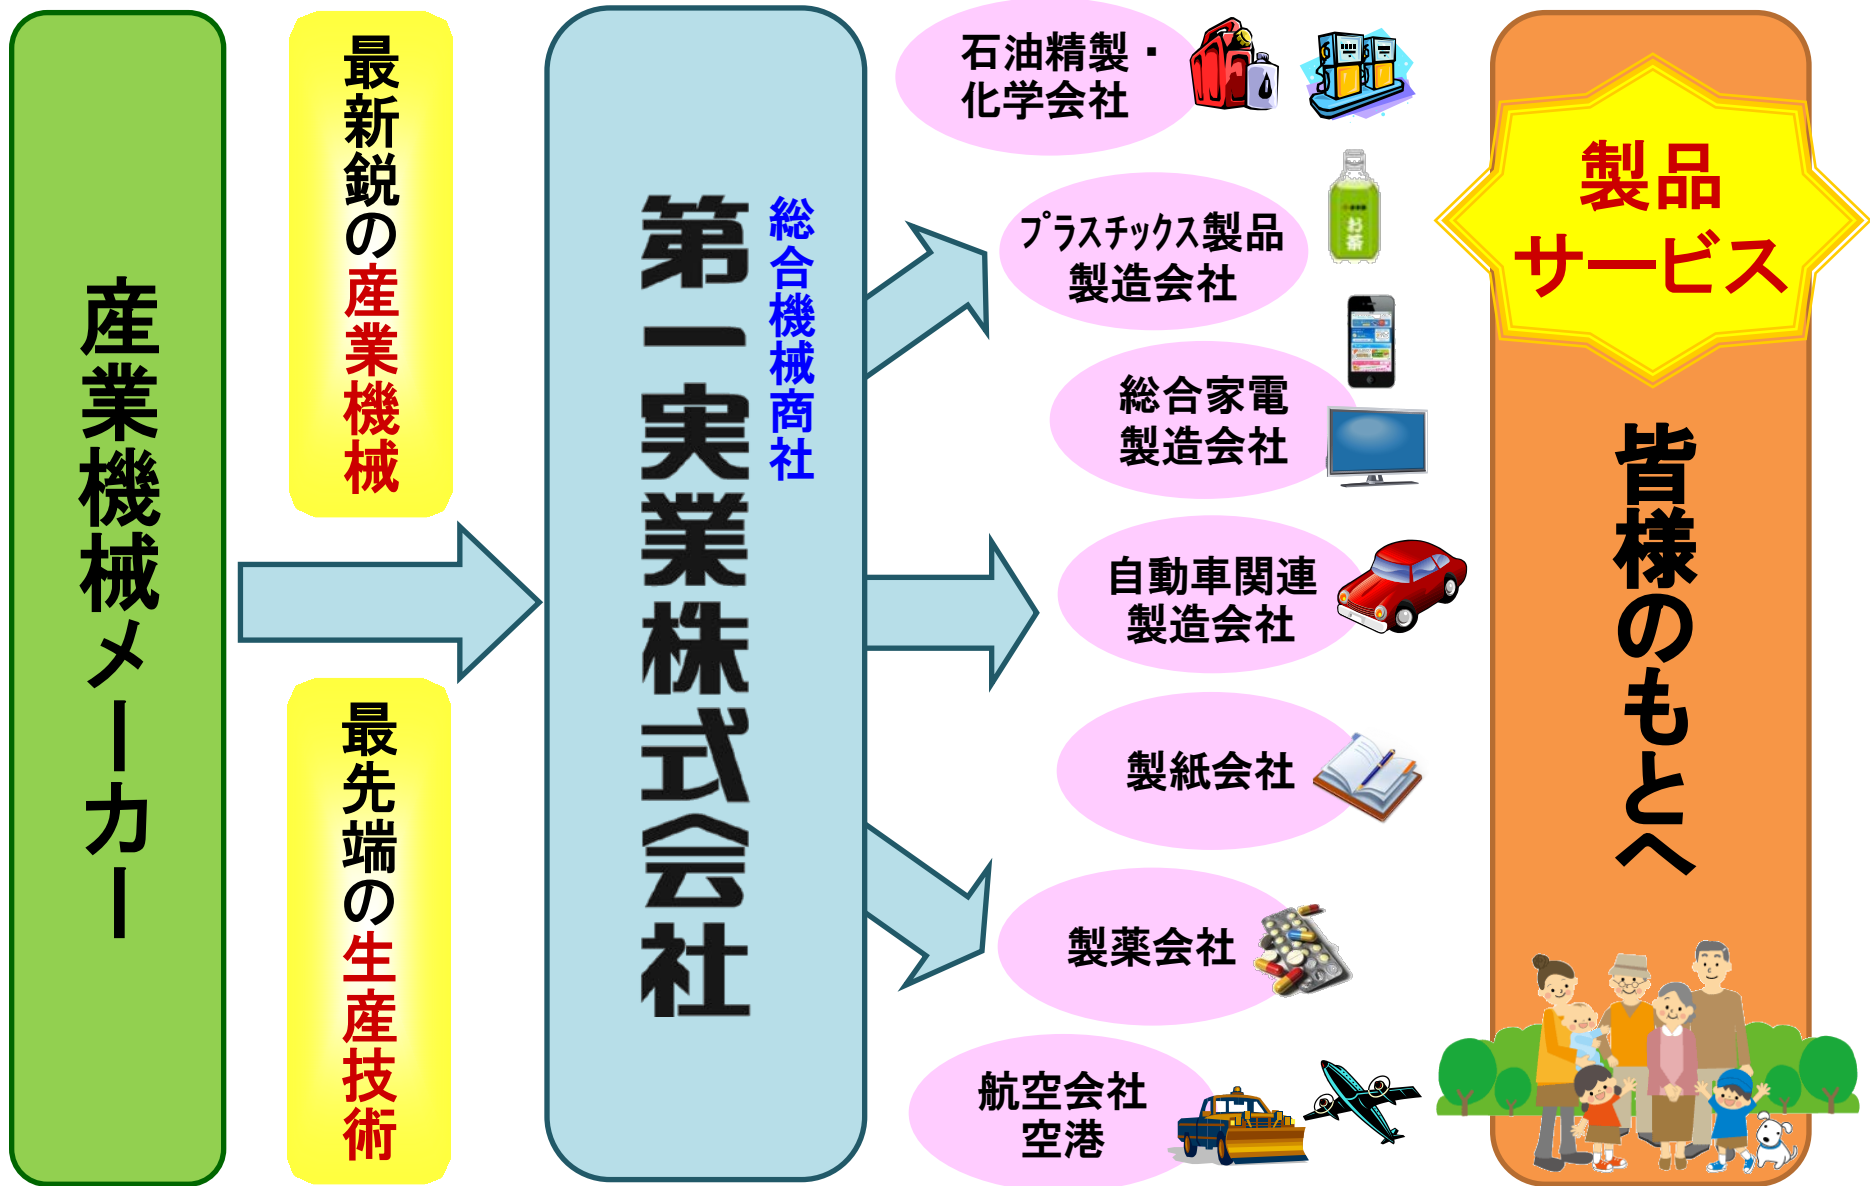 産業機械メーカー
最新鋭の産業機械
最先端の生産技術
総合機械商社
第一実業株式会社
石油精製・
化学会社
プラスチックス製品
製造会社
お茶
総合家電
製造会社
自動車関連
製造会社
製紙会社
製薬会社
航空会社
空港
製品
サービス
皆様のもとへ